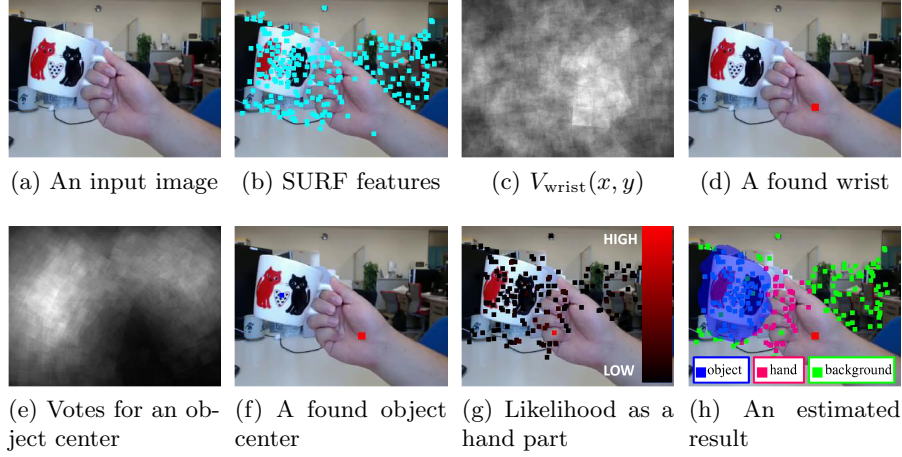 (a) An input image
(b) SURF features
(c) V_wrist(x, y)
(d) A found wrist
HIGH
LOW
object
hand
background
(e) Votes for an ob-
ject center
(f) A found object
center
(g) Likelihood as a
hand part
(h) An estimated
result